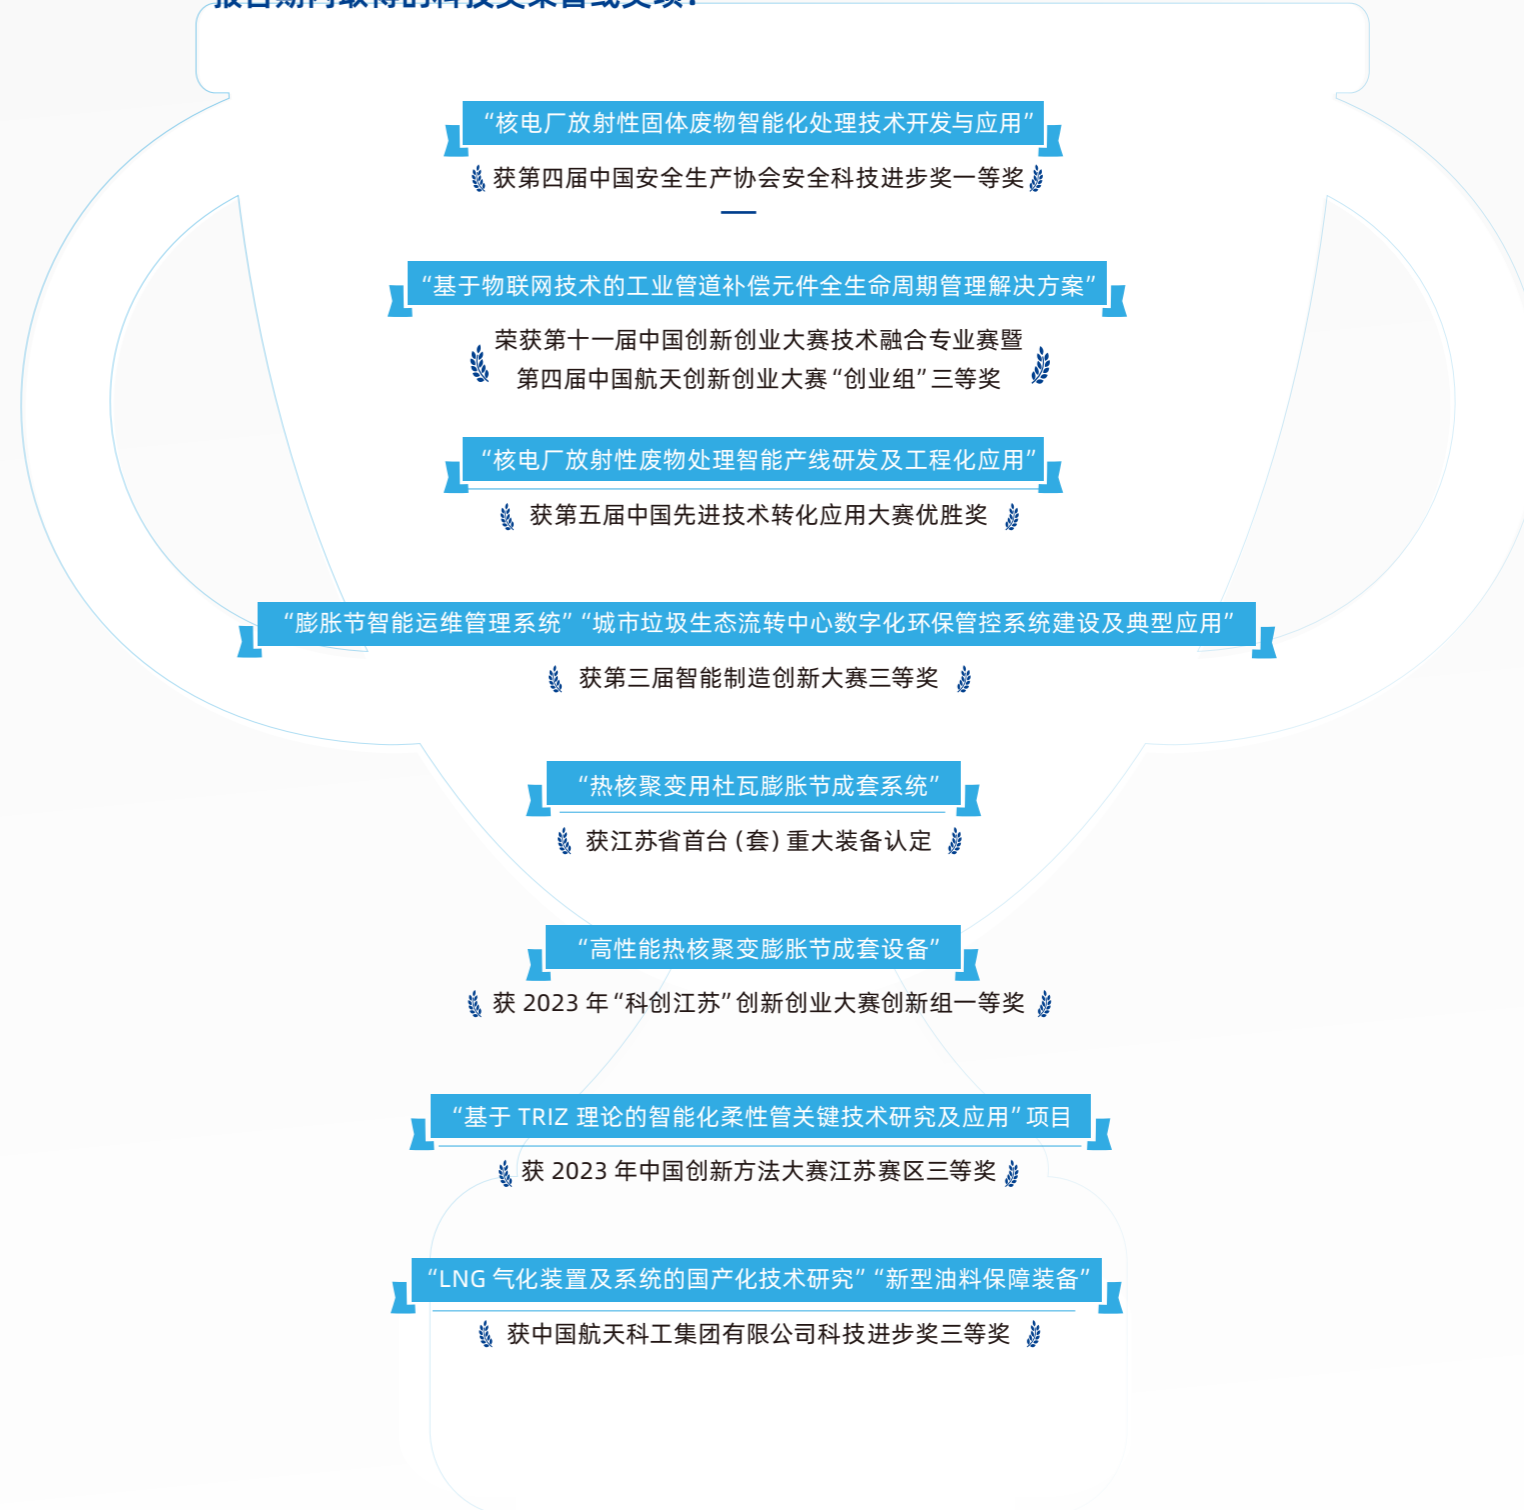 报告期内取得的科技类荣誉或奖项：
“核电厂放射性固体废物智能化处理技术开发与应用”
获第四届中国安全生产协会安全科技进步奖一等奖
“基于物联网技术的工业管道补偿元件全生命周期管理解决方案”
荣获第十一届中国创新创业大赛技术融合专业赛暨
第四届中国航天创新创业大赛“创业组”三等奖
“核电厂放射性废物处理智能产线研发及工程化应用”
获第五届中国先进技术转化应用大赛优胜奖
“膨胀节智能运维管理系统”“城市垃圾生态流转中心数字化环保管控系统建设及典型应用”
获第三届智能制造创新大赛三等奖
“热核聚变用杜瓦膨胀节成套系统”
获江苏省首台(套)重大装备认定
“高性能热核聚变膨胀节成套设备”
获 2023 年“科创江苏”创新创业大赛创新组一等奖
“基于 TRIZ 理论的智能化柔性管关键技术研究及应用”项目
获 2023 年中国创新方法大赛江苏赛区三等奖
“LNG 气化装置及系统的国产化技术研究”“新型油料保障装备”
获中国航天科工集团有限公司科技进步奖三等奖